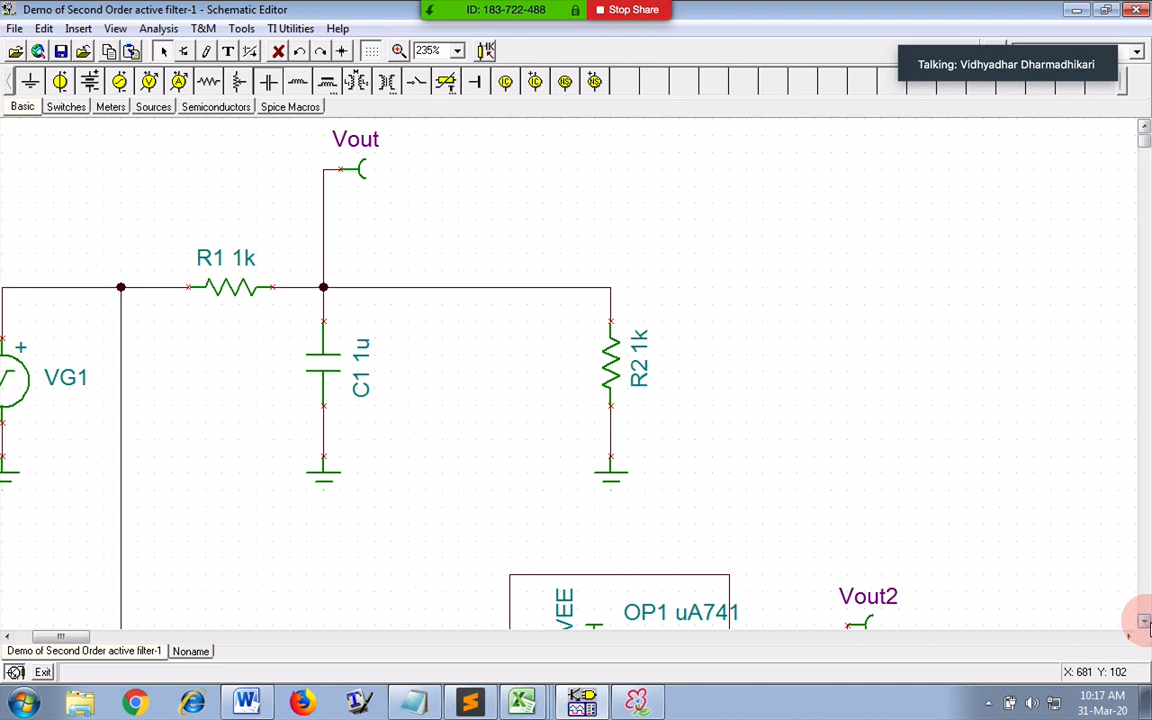 Demo of Second Order active filter-1 - Schematic Editor
ID: 183-722-488
Stop Share
File Edit Insert View Analysis T&M Tools TI Utilities Help
235%
Talking: Vidhyadhar Dharmadhikari
Basic Switches Meters Sources Semiconductors Spice Macros
Vout
R1 1k
+
VG1
C1 1u
R2 1k
VEE
OP1 uA741
Vout2
Demo of Second Order active filter-1 Noname
Exit
X: 681 Y: 102
10:17 AM
31-Mar-20